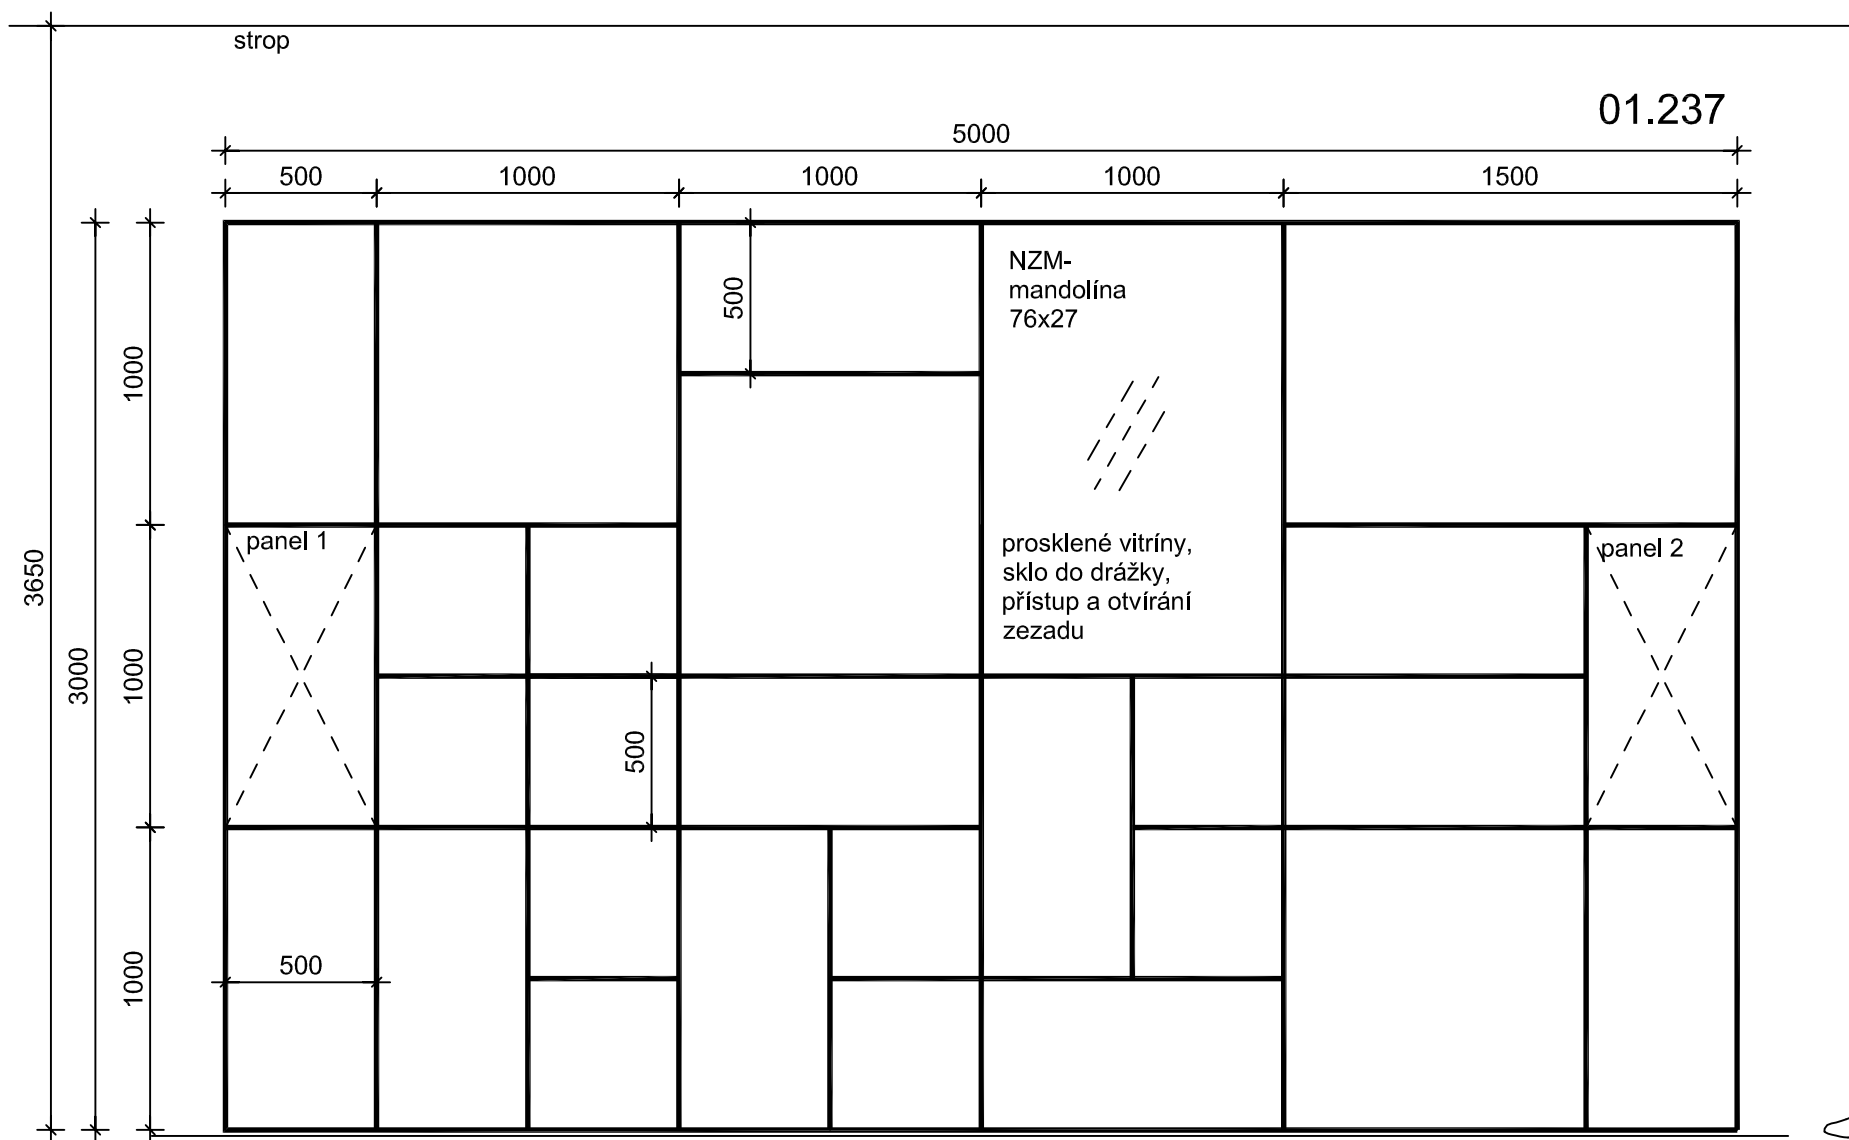 strop
01.237
5000
500
1000
1000
1000
1500
NZM-
mandolína
76x27
500
1000
panel 1
prosklené vitríny,
sklo do drážky,
přístup a otvírání
zezadu
panel 2
3650
3000
1000
500
500
1000